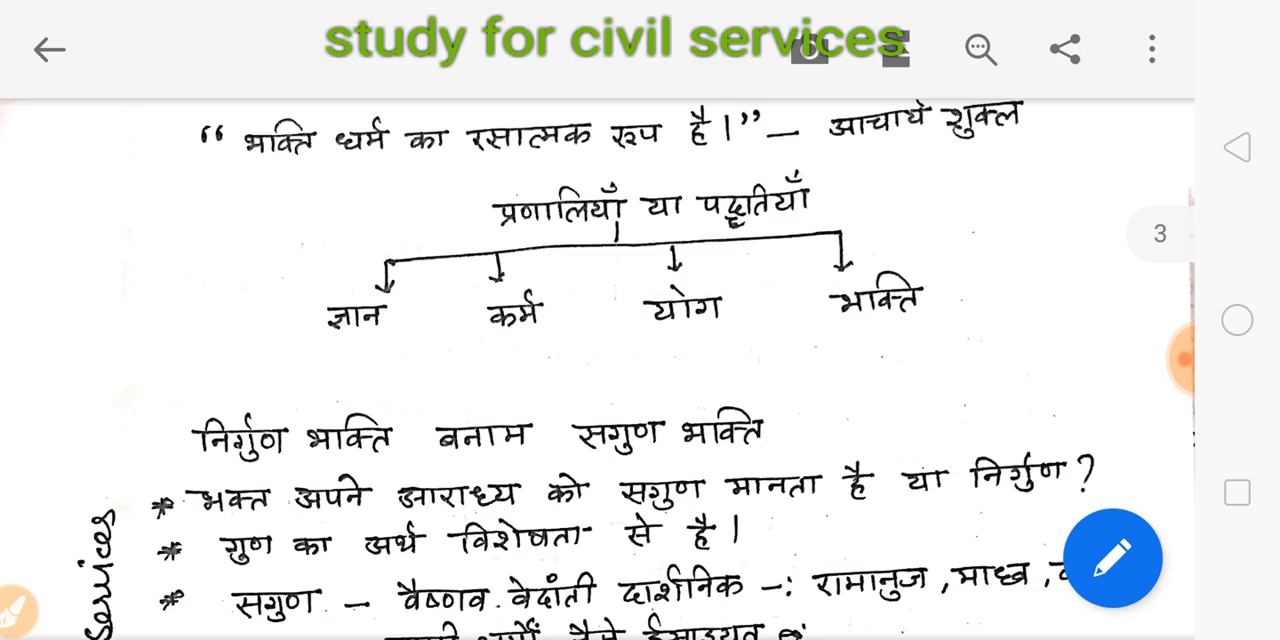 study for civil services
“ भक्ति धर्म का रसात्मक रूप है।” – आचार्य शुक्ल
प्रणालियाँ या पद्धतियाँ
3
ज्ञान कर्म योग भक्ति
निर्गुण भक्ति बनाम सगुण भक्ति
* भक्त अपने आराध्य को सगुण मानता है या निर्गुण?
* गुण का अर्थ विशेषता से है।
* सगुण – वैष्णव वेदांती दार्शनिक -: रामानुज, माध्व,
services